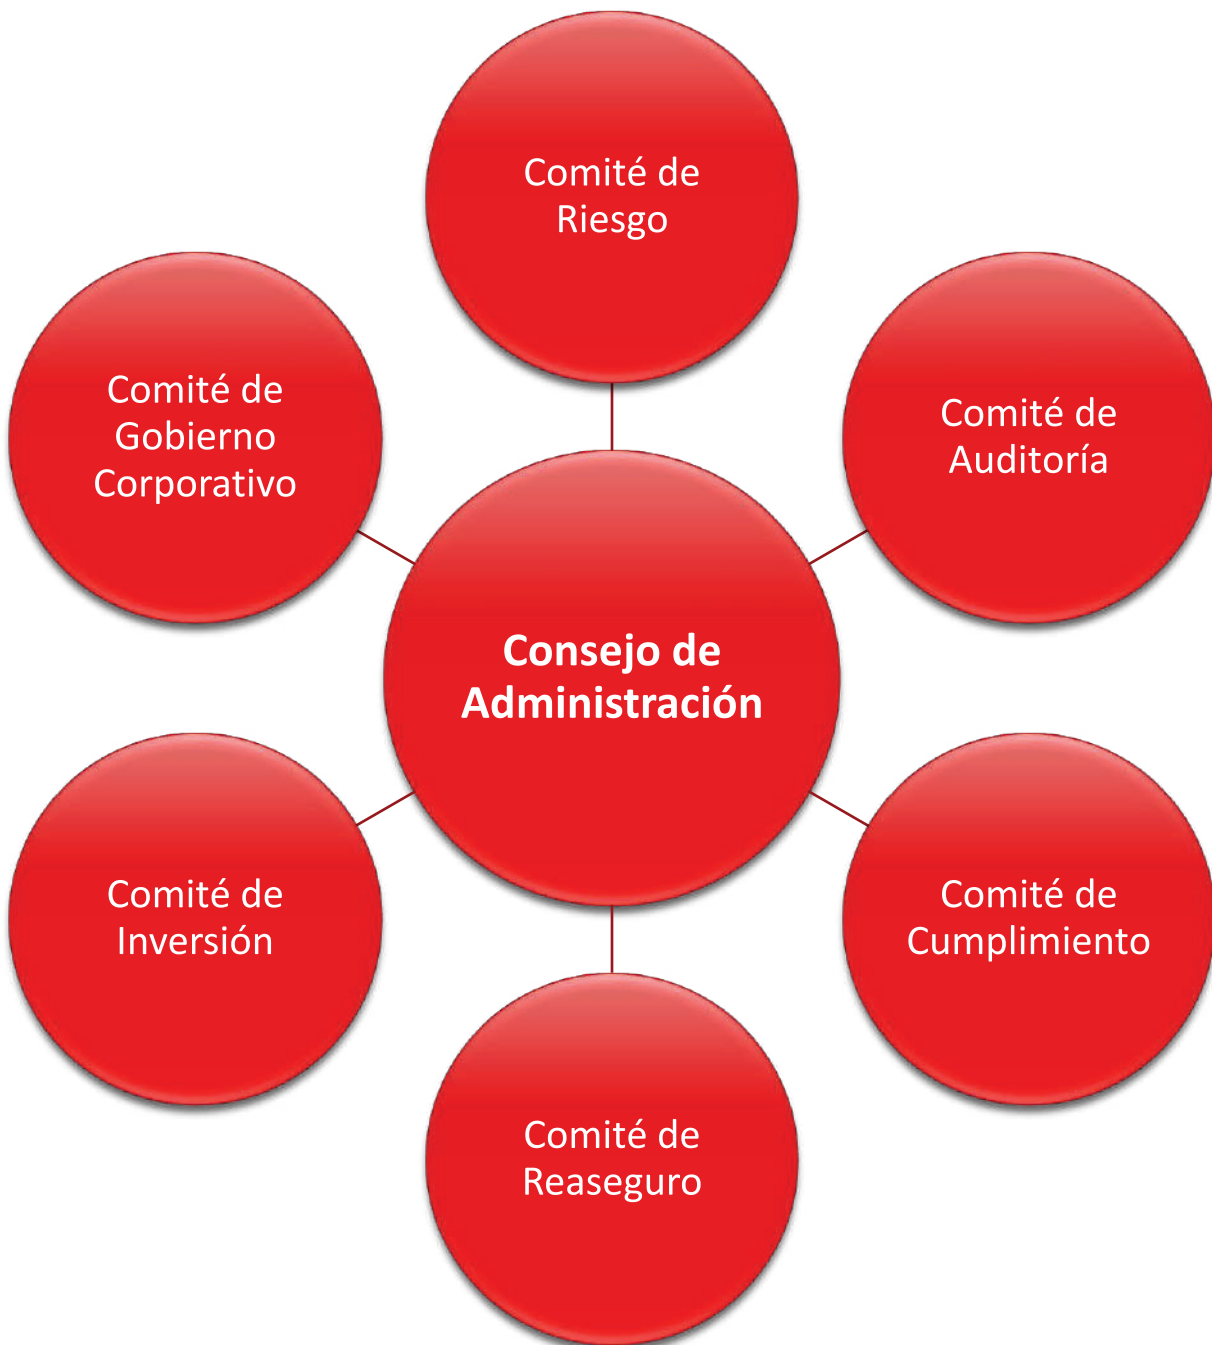 Comité de
Riesgo
Comité de
Gobierno
Corporativo
Comité de
Auditoría
Consejo de
Administración
Comité de
Inversión
Comité de
Cumplimiento
Comité de
Reaseguro